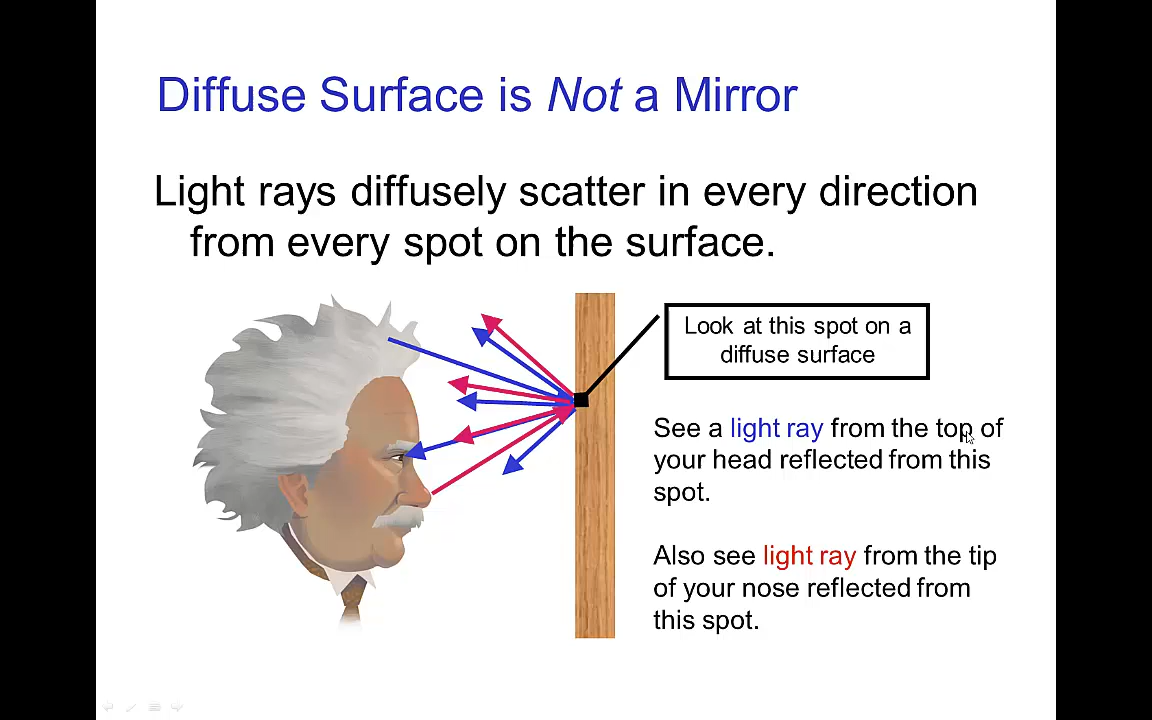 Diffuse Surface is Not a Mirror
Light rays diffusely scatter in every direction
from every spot on the surface.
Look at this spot on a
diffuse surface
See a light ray from the top of
your head reflected from this
spot.
Also see light ray from the tip
of your nose reflected from
this spot.